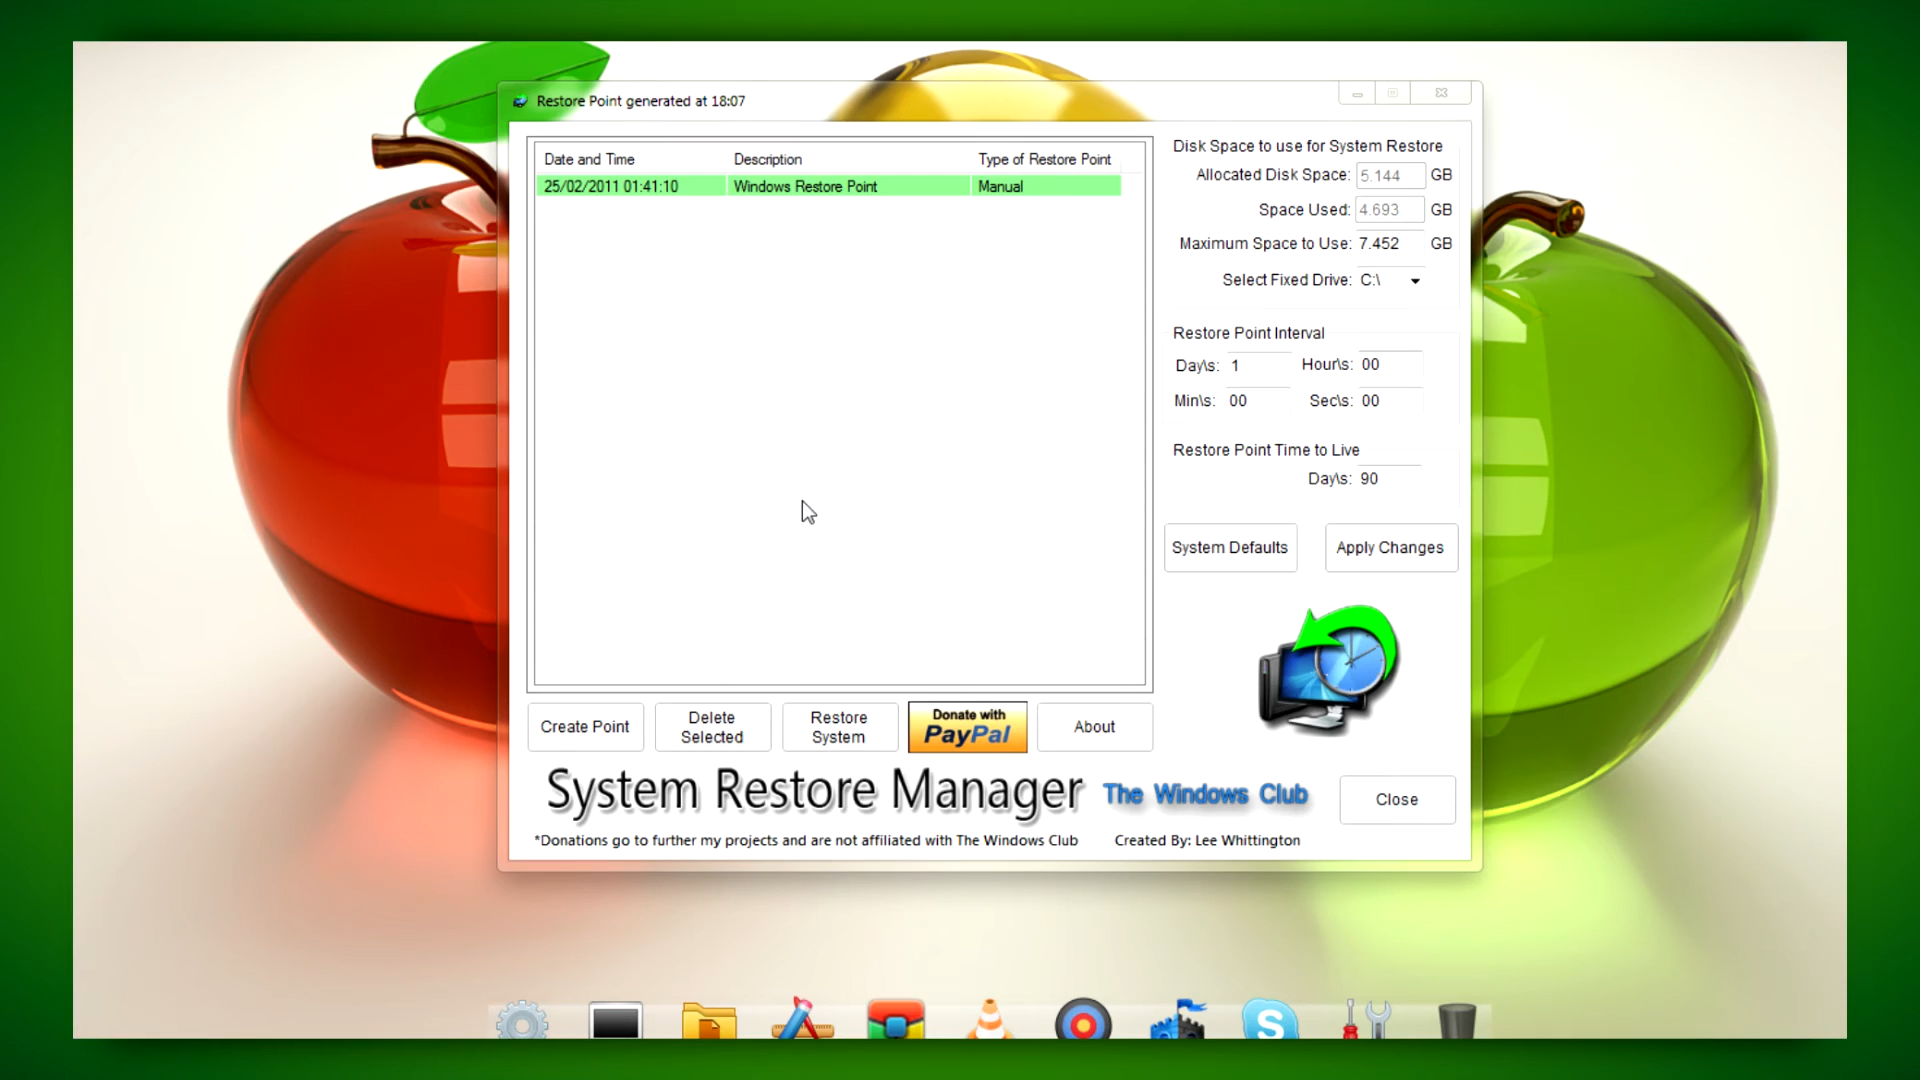 Restore Point generated at 18:07
Date and Time Description Type of Restore Point
25/02/2011 01:41:10 Windows Restore Point Manual
Disk Space to use for System Restore
Allocated Disk Space: 5.144 GB
Space Used: 4.693 GB
Maximum Space to Use: 7.452 GB
Select Fixed Drive: C:\
Restore Point Interval
Day\s: 1 Hour\s: 00
Min\s: 00 Sec\s: 00
Restore Point Time to Live
Day\s: 90
System Defaults Apply Changes
Create Point
Delete Selected
Restore System
Donate with
PayPal
About
System Restore Manager The Windows Club
Close
*Donations go to further my projects and are not affiliated with The Windows Club Created By: Lee Whittington
S